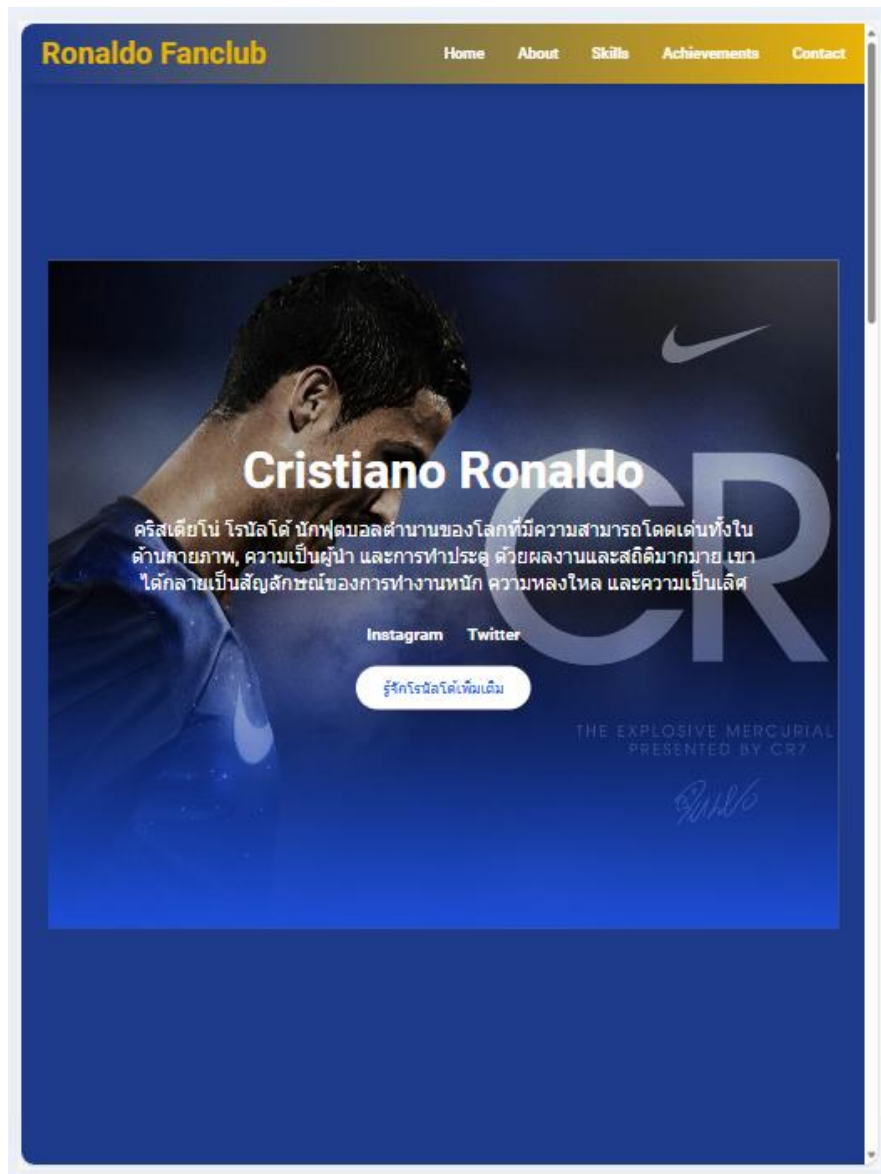 Ronaldo Fanclub
Home About Skills Achievements Contact
CR7
Cristiano Ronaldo
คริสเตียโน่ โรนัลโด้ นักฟุตบอลตำนานของโลกที่มีความสามารถโดดเด่นทั้งใน
ด้านกายภาพ, ความเป็นผู้นำ และการทำประตู ด้วยผลงานและสถิติมากมาย เขา
ได้กลายเป็นสัญลักษณ์ของการทำงานหนัก ความหลงใหล และความเป็นเลิศ
Instagram Twitter
รู้จักโรนัลโด้เพิ่มเติม
THE EXPLOSIVE MERCURIAL
PRESENTED BY CR7